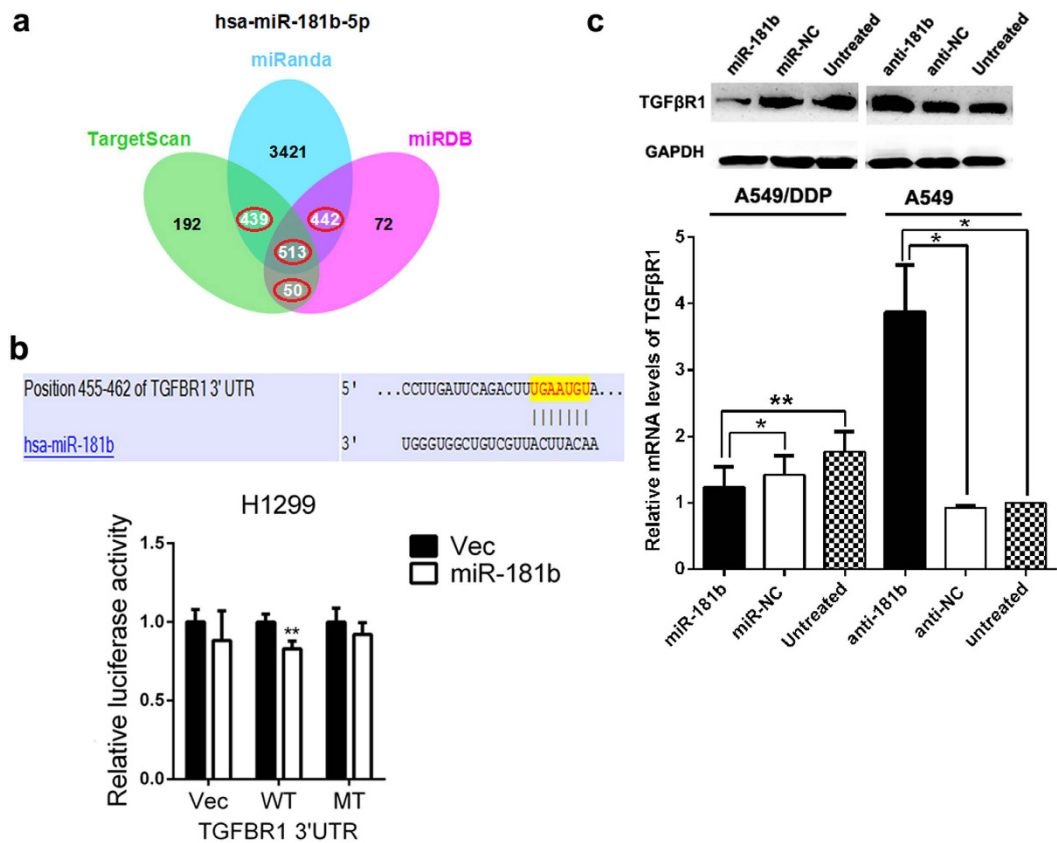 a
hsa-miR-181b-5p
miRanda
TargetScan
miRDB
3421
192
439
442
72
513
50
b
Position 455-462 of TGFBR1 3' UTR 5' ...CCUUGAUUCAGACUUUUGAAUGUA...
hsa-miR-181b 3' UGGGUGGCUGUCGUUACUUACAA
H1299
Relative luciferase activity
1.5
1.0
0.5
0.0
**
Vec
miR-181b
Vec WT MT
TGFBR1 3'UTR
c
miR-181b miR-NC Untreated anti-181b anti-NC Untreated
TGFβR1
GAPDH
A549/DDP A549
Relative mRNA levels of TGFβR1
5
4
3
2
1
0
**
*
*
*
miR-181b miR-NC Untreated anti-181b anti-NC untreated